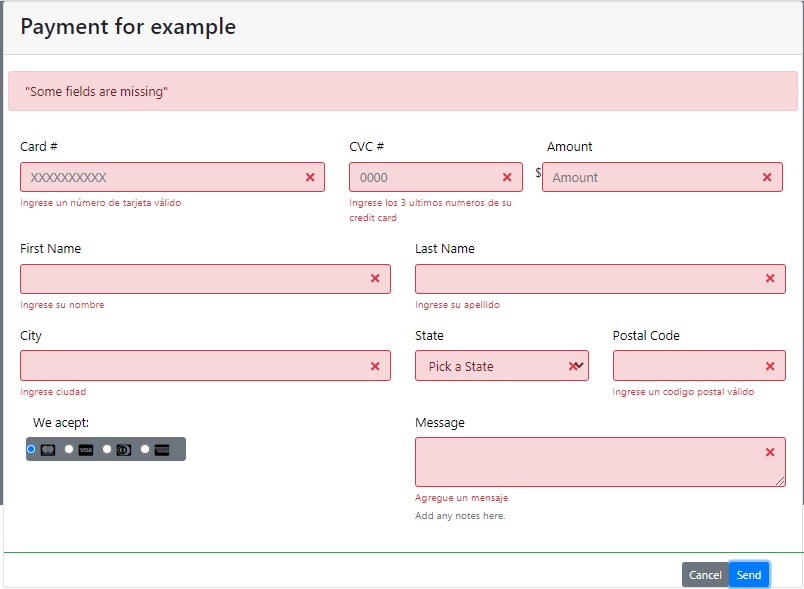 Payment for example
"Some fields are missing"
Card #
CVC #
Amount
XXXXXXXXXX
0000
$
Amount
Ingrese un número de tarjeta válido
Ingrese los 3 ultimos numeros de su
credit card
First Name
Last Name
Ingrese su nombre
Ingrese su apellido
City
State
Postal Code
Pick a State
Ingrese ciudad
Ingrese un codigo postal válido
We acept:
Message
VISA
Agregue un mensaje
Add any notes here.
Cancel
Send